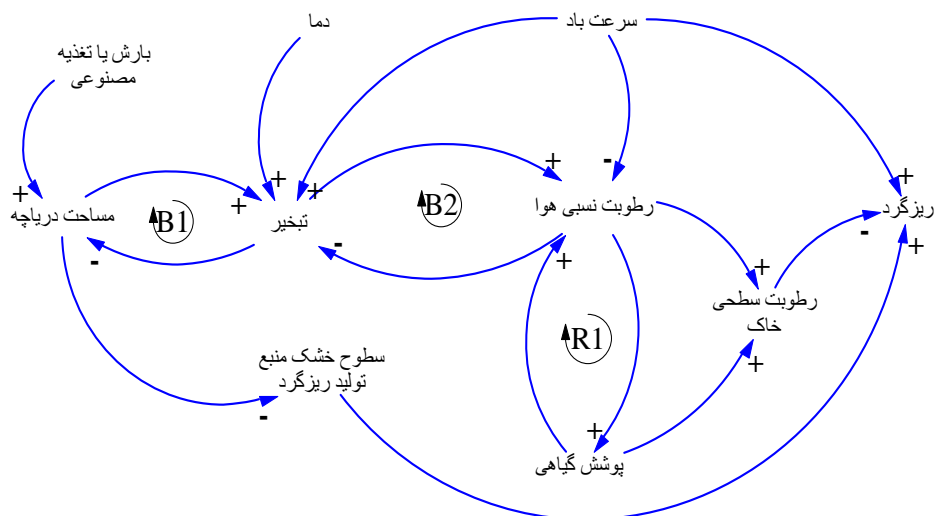 دما
سرعت باد
بارش یا تغذیه
مصنوعی
+
+
+
+
-
+
+
مساحت دریاچه
B1
تبخیر
B2
رطوبت نسبی هوا
ریزگرد
-
-
-
+
+
+
رطوبت سطحی
خاک
R1
سطوح خشک منبع
تولید ریزگرد
-
+
+
پوشش گیاهی